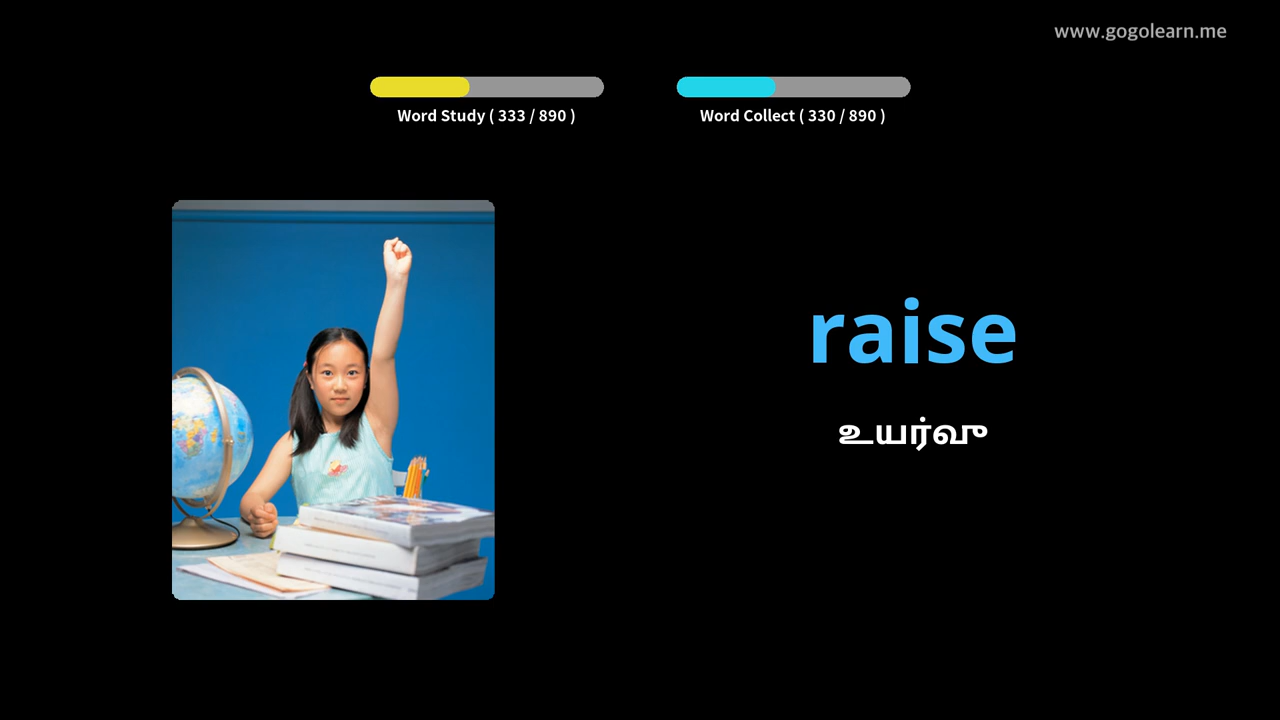 www.gogolearn.me
Word Study ( 333 / 890 )
Word Collect ( 330 / 890 )
raise
உயர்வு